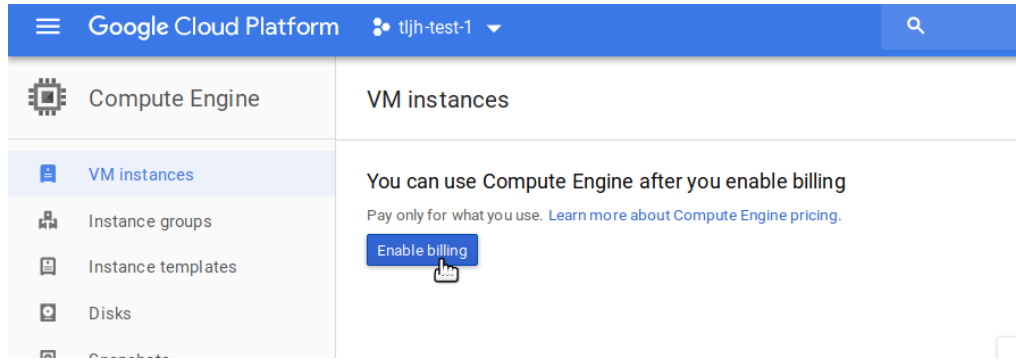 Google Cloud Platform
tljh-test-1
Compute Engine
VM instances
VM instances
You can use Compute Engine after you enable billing
Pay only for what you use. Learn more about Compute Engine pricing.
Enable billing
Instance groups
Instance templates
Disks